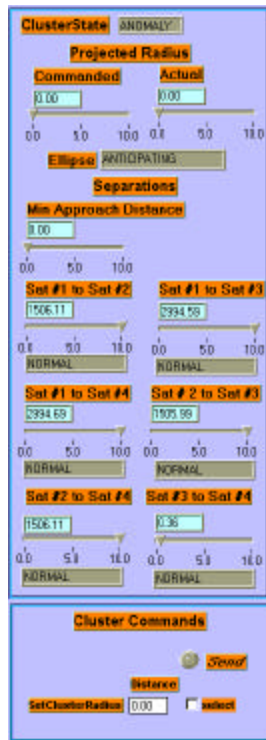 ClusterState ANOMALY
Projected Radius
Commanded Actual
0.00 0.00
0.0 5.0 10.0 0.0 5.0 10.0
Ellipse ANTICIPATING
Separations
Min Approach Distance
0.00
0.0 5.0 10.0
Sat #1 to Sat #2 Sat #1 to Sat #3
1506.11 2994.59
0.0 5.0 10.0 0.0 5.0 10.0
NORMAL NORMAL
Sat #1 to Sat #4 Sat # 2 to Sat #3
2994.69 1505.99
0.0 5.0 10.0 0.0 5.0 10.0
NORMAL NORMAL
Sat #2 to Sat #4 Sat #3 to Sat #4
1506.11 0.36
0.0 5.0 10.0 0.0 5.0 10.0
NORMAL NORMAL
Cluster Commands
Send
Distance
SetClusterRadius 0.00 select